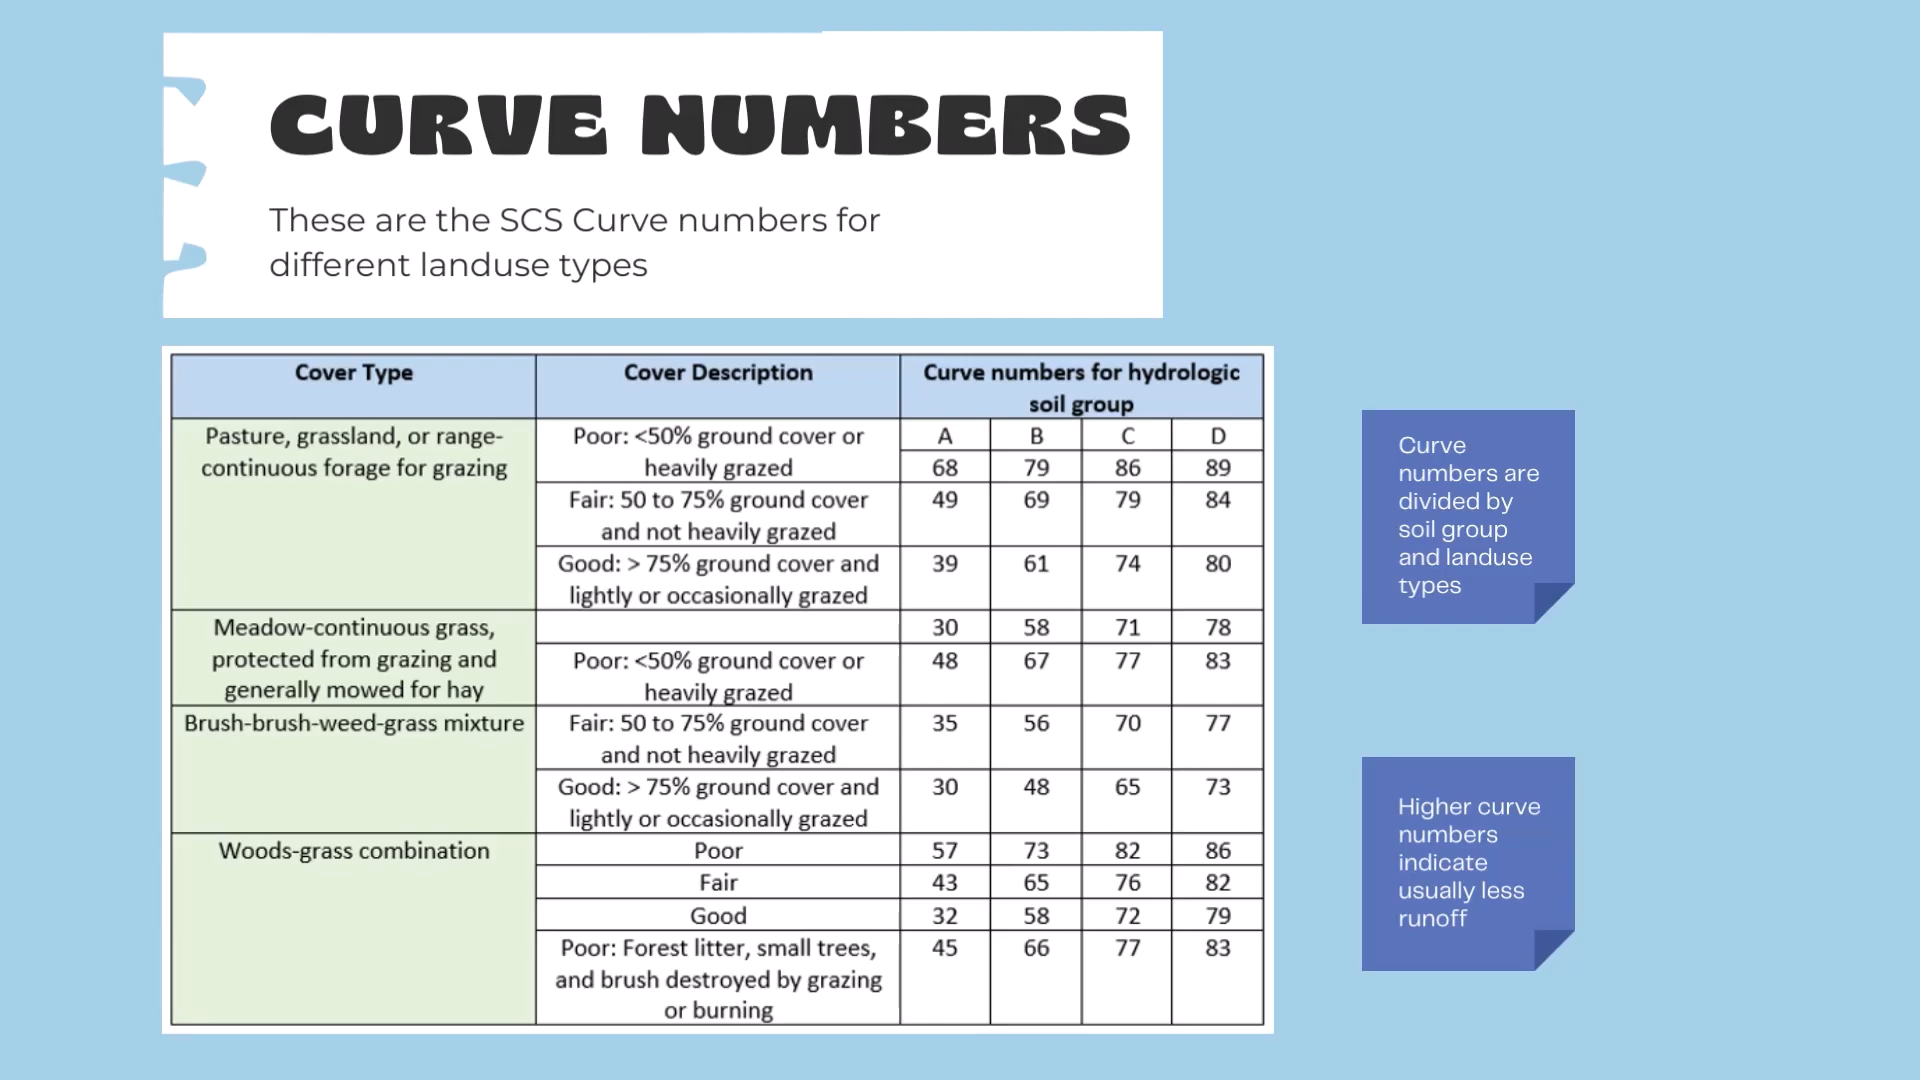 CURVE NUMBERS
These are the SCS Curve numbers for
different landuse types
Cover Type Cover Description Curve numbers for hydrologic
soil group
Pasture, grassland, or range- Poor: <50% ground cover or A B C D
continuous forage for grazing heavily grazed 68 79 86 89
Fair: 50 to 75% ground cover 49 69 79 84
and not heavily grazed
Good: > 75% ground cover and 39 61 74 80
lightly or occasionally grazed
Meadow-continuous grass, 30 58 71 78
protected from grazing and Poor: <50% ground cover or 48 67 77 83
generally mowed for hay heavily grazed
Brush-brush-weed-grass mixture Fair: 50 to 75% ground cover 35 56 70 77
and not heavily grazed
Good: > 75% ground cover and 30 48 65 73
lightly or occasionally grazed
Woods-grass combination Poor 57 73 82 86
Fair 43 65 76 82
Good 32 58 72 79
Poor: Forest litter, small trees, 45 66 77 83
and brush destroyed by grazing
or burning
Curve
numbers are
divided by
soil group
and landuse
types
Higher curve
numbers
indicate
usually less
runoff